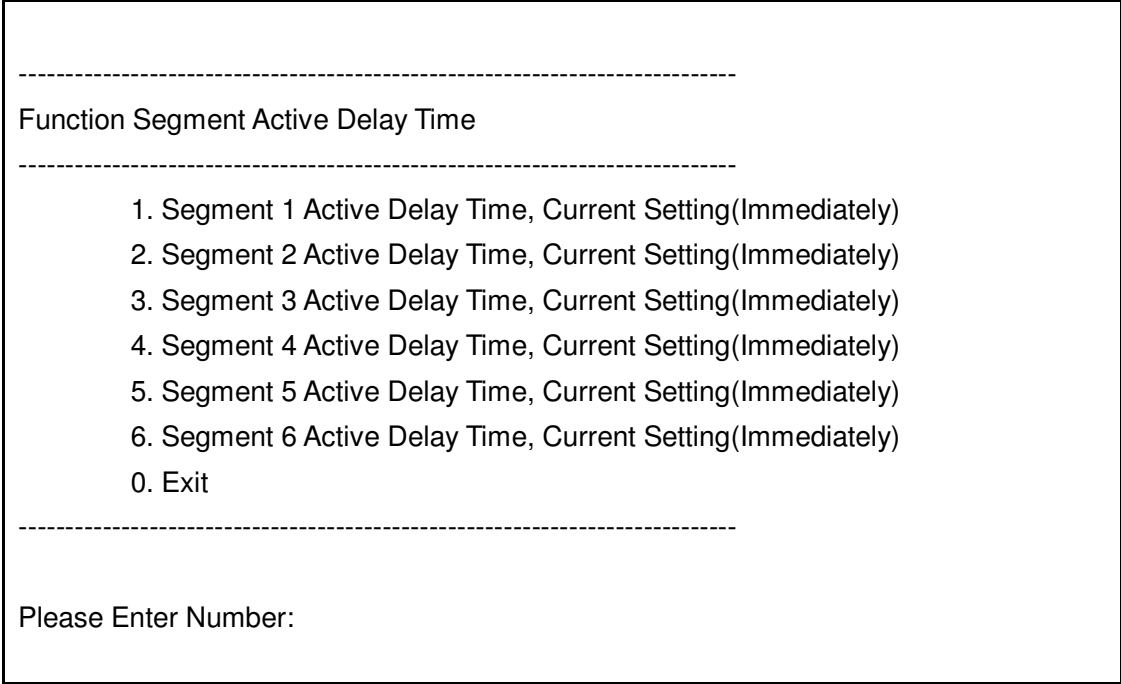 -----------------------------------------------------------------------------
Function Segment Active Delay Time
-----------------------------------------------------------------------------
1. Segment 1 Active Delay Time, Current Setting(Immediately)
2. Segment 2 Active Delay Time, Current Setting(Immediately)
3. Segment 3 Active Delay Time, Current Setting(Immediately)
4. Segment 4 Active Delay Time, Current Setting(Immediately)
5. Segment 5 Active Delay Time, Current Setting(Immediately)
6. Segment 6 Active Delay Time, Current Setting(Immediately)
0. Exit
-----------------------------------------------------------------------------
Please Enter Number: